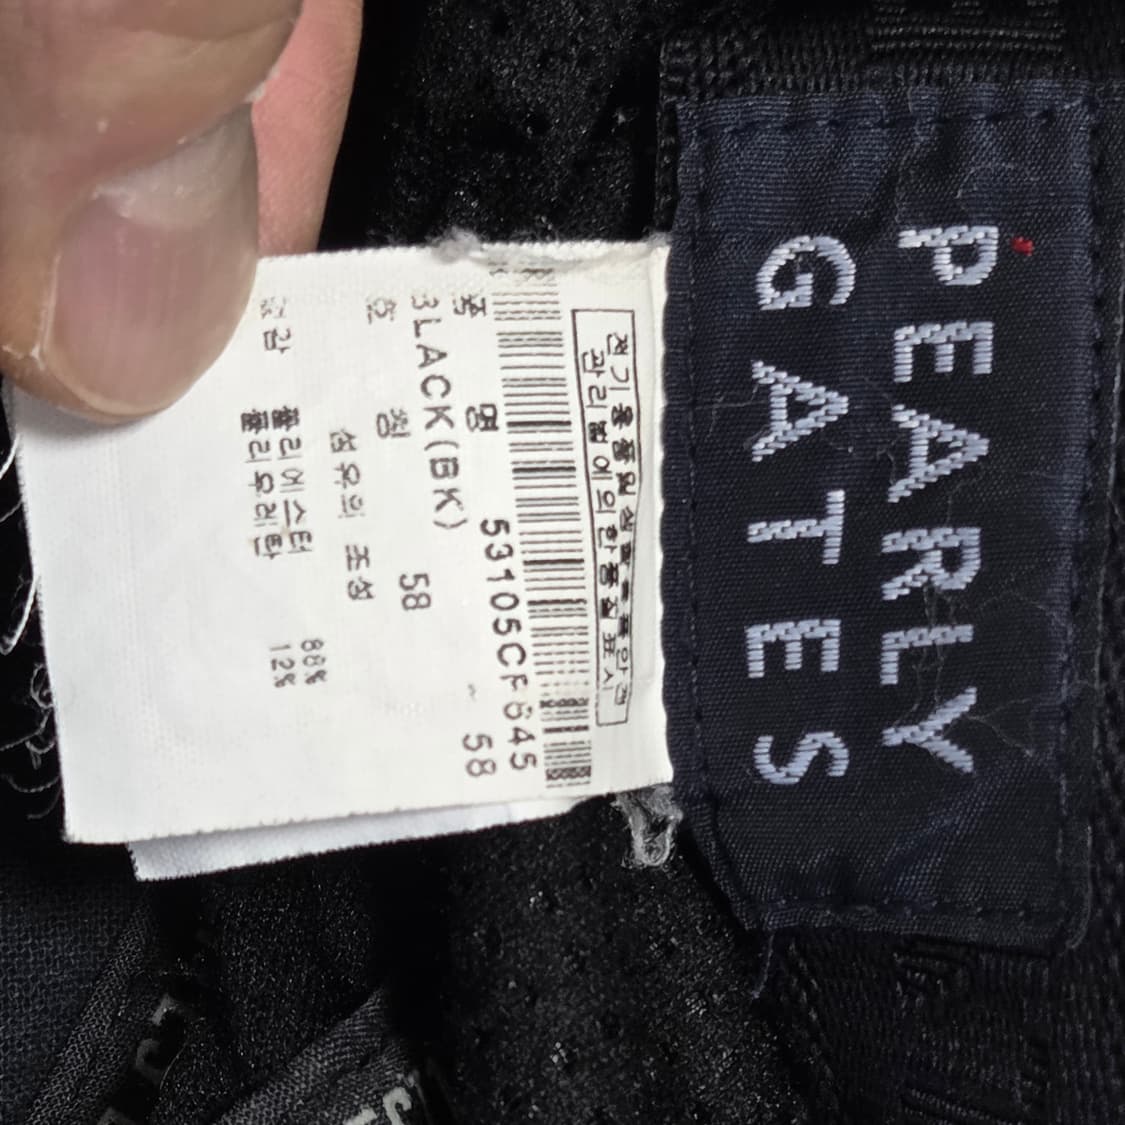 PEARLY
GATES
전기용품및생활용품안전
관리법에의한품질표시
품 명 53105CF645
BLACK(BK) 58
호 칭 58
섬유의 조성
겉감 폴리에스터 88%
폴리우레탄 12%